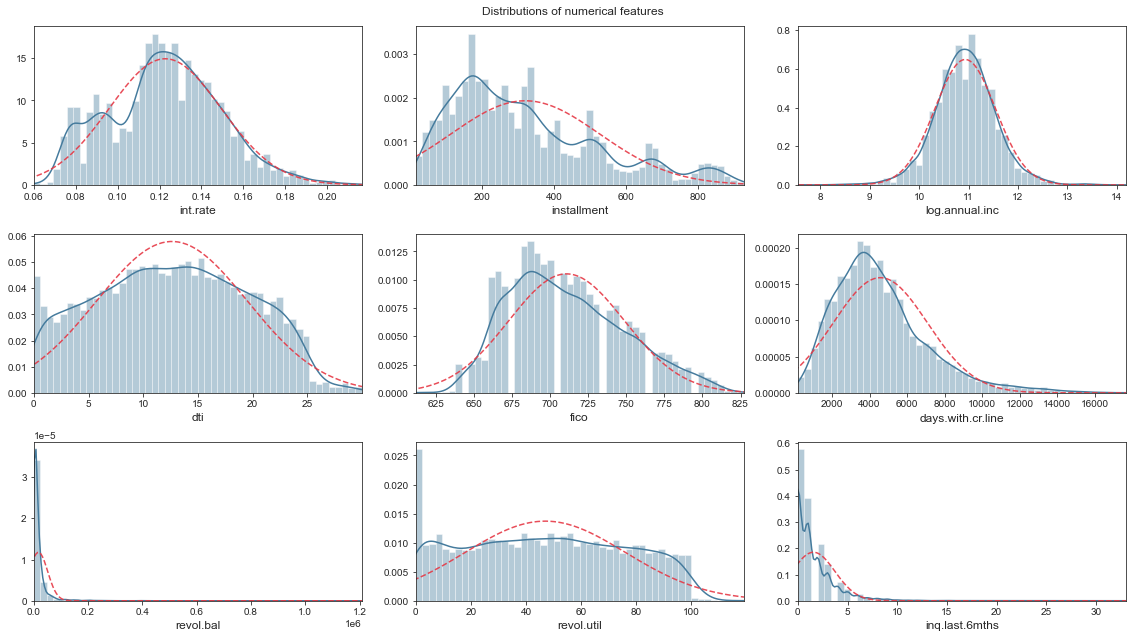 Distributions of numerical features
15
10
5
0
0.06 0.08 0.10 0.12 0.14 0.16 0.18 0.20
int.rate
0.003
0.002
0.001
0.000
200 400 600 800
installment
0.8
0.6
0.4
0.2
0.0
8 9 10 11 12 13 14
log.annual.inc
0.06
0.05
0.04
0.03
0.02
0.01
0.00
0 5 10 15 20 25
dti
0.0125
0.0100
0.0075
0.0050
0.0025
0.0000
625 650 675 700 725 750 775 800 825
fico
0.00020
0.00015
0.00010
0.00005
0.00000
2000 4000 6000 8000 10000 12000 14000 16000
days.with.cr.line
1e−5
3
2
1
0
0.0 0.2 0.4 0.6 0.8 1.0 1.2
1e6
revol.bal
0.025
0.020
0.015
0.010
0.005
0.000
0 20 40 60 80 100
revol.util
0.6
0.5
0.4
0.3
0.2
0.1
0.0
0 5 10 15 20 25 30
inq.last.6mths